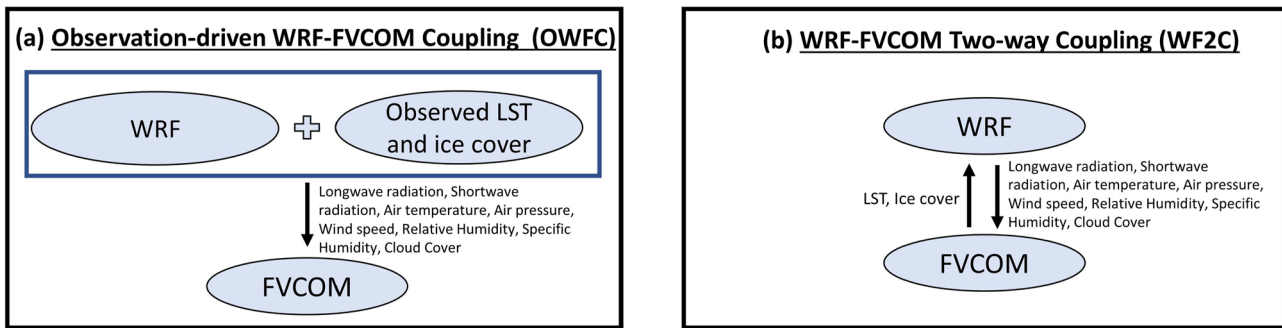 (a) Observation-driven WRF-FVCOM Coupling (OWFC)
WRF
Observed LST
and ice cover
Longwave radiation, Shortwave
radiation, Air temperature, Air pressure,
Wind speed, Relative Humidity, Specific
Humidity, Cloud Cover
FVCOM
(b) WRF-FVCOM Two-way Coupling (WF2C)
WRF
LST, Ice cover
Longwave radiation, Shortwave
radiation, Air temperature, Air pressure,
Wind speed, Relative Humidity, Specific
Humidity, Cloud Cover
FVCOM